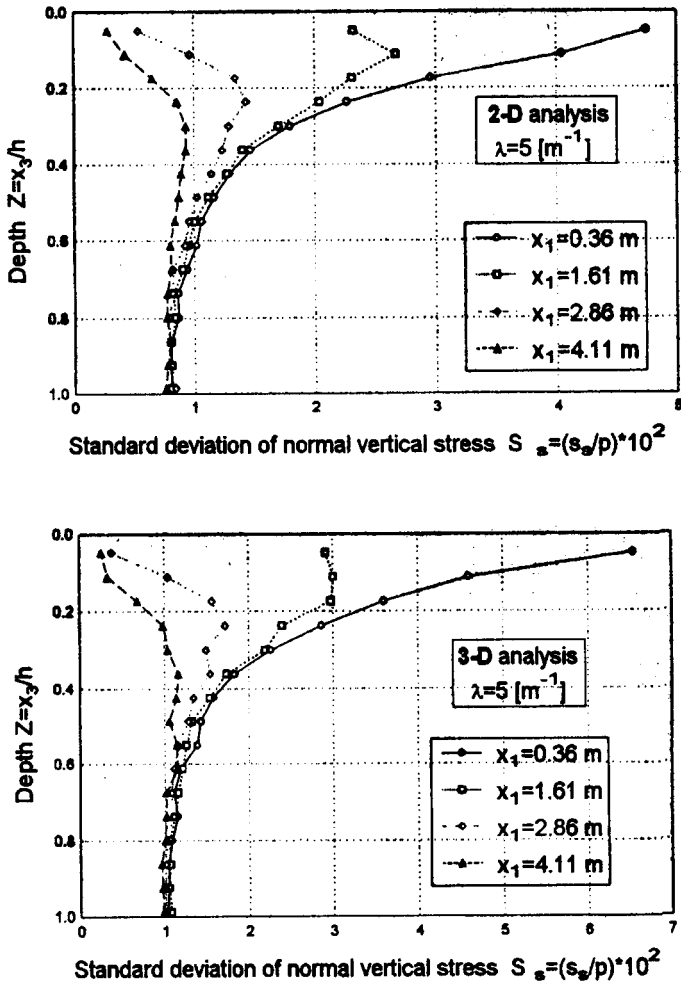 0.0
0.2
0.4
0.6
0.8
1.0
Depth Z=x₃/h
2-D analysis
λ=5 [m⁻¹]
x₁=0.36 m
x₁=1.61 m
x₁=2.86 m
x₁=4.11 m
0 1 2 3 4 5
Standard deviation of normal vertical stress S ₛ=(sₛ/p)*10²
0.0
0.2
0.4
0.6
0.8
1.0
Depth Z=x₃/h
3-D analysis
λ=5 [m⁻¹]
x₁=0.36 m
x₁=1.61 m
x₁=2.86 m
x₁=4.11 m
0 1 2 3 4 5 6 7
Standard deviation of normal vertical stress S ₛ=(sₛ/p)*10²